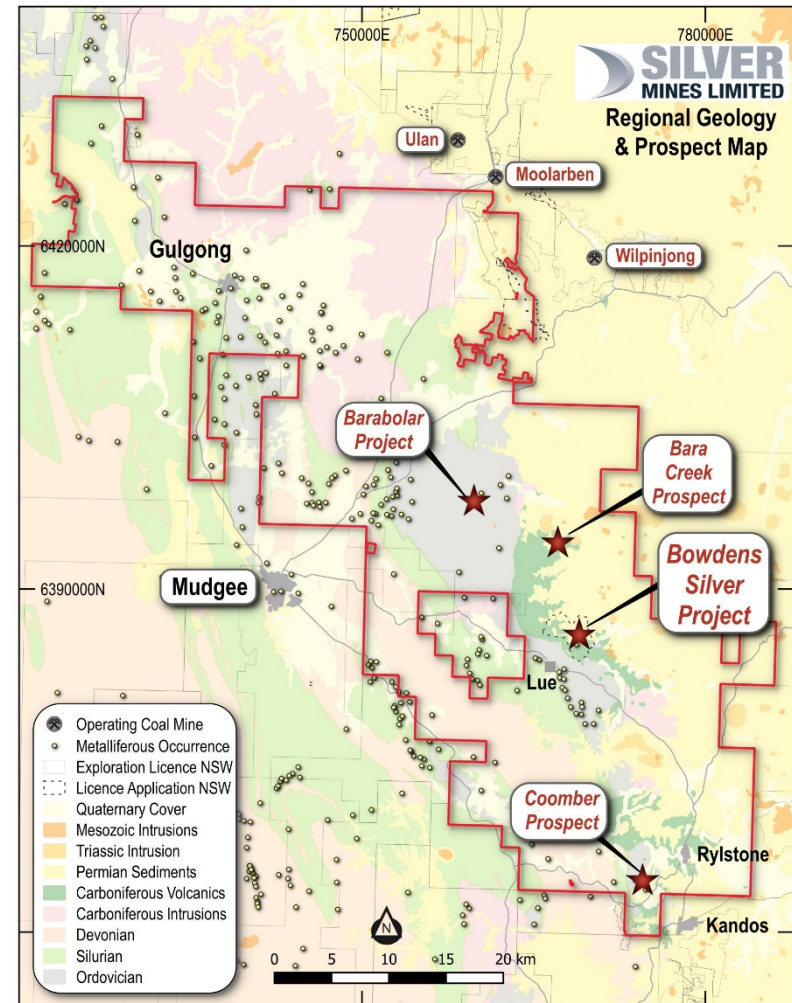 750000E
780000E
SILVER
MINES LIMITED
Regional Geology
& Prospect Map
Ulan
Moolarben
Wilpinjong
6420000N
Gulgong
Barabolar
Project
Bara
Creek
Prospect
Bowdens
Silver
Project
6390000N
Mudgee
Lue
Coomber
Prospect
Rylstone
Kandos
Operating Coal Mine
Metalliferous Occurrence
Exploration Licence NSW
Licence Application NSW
Quaternary Cover
Mesozoic Intrusions
Triassic Intrusion
Permian Sediments
Carboniferous Volcanics
Carboniferous Intrusions
Devonian
Silurian
Ordovician
N
0 5 10 15 20 km